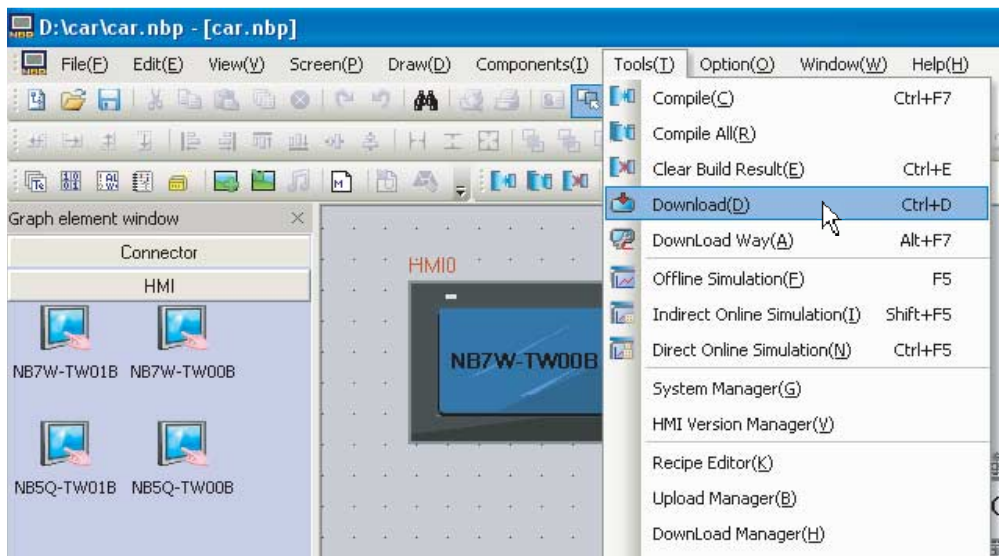 D:\car\car.nbp - [car.nbp]
File(F) Edit(E) View(V) Screen(P) Draw(D) Components(I) Tools(T) Option(O) Window(W) Help(H)
Compile(C) Ctrl+F7
Compile All(R)
Clear Build Result(E) Ctrl+E
Download(D) Ctrl+D
DownLoad Way(A) Alt+F7
Offline Simulation(F) F5
Indirect Online Simulation(I) Shift+F5
Direct Online Simulation(N) Ctrl+F5
System Manager(G)
HMI Version Manager(V)
Recipe Editor(K)
Upload Manager(B)
DownLoad Manager(H)
Graph element window
Connector
HMI
NB7W-TW01B NB7W-TW00B
NB5Q-TW01B NB5Q-TW00B
HMI0
NB7W-TW00B